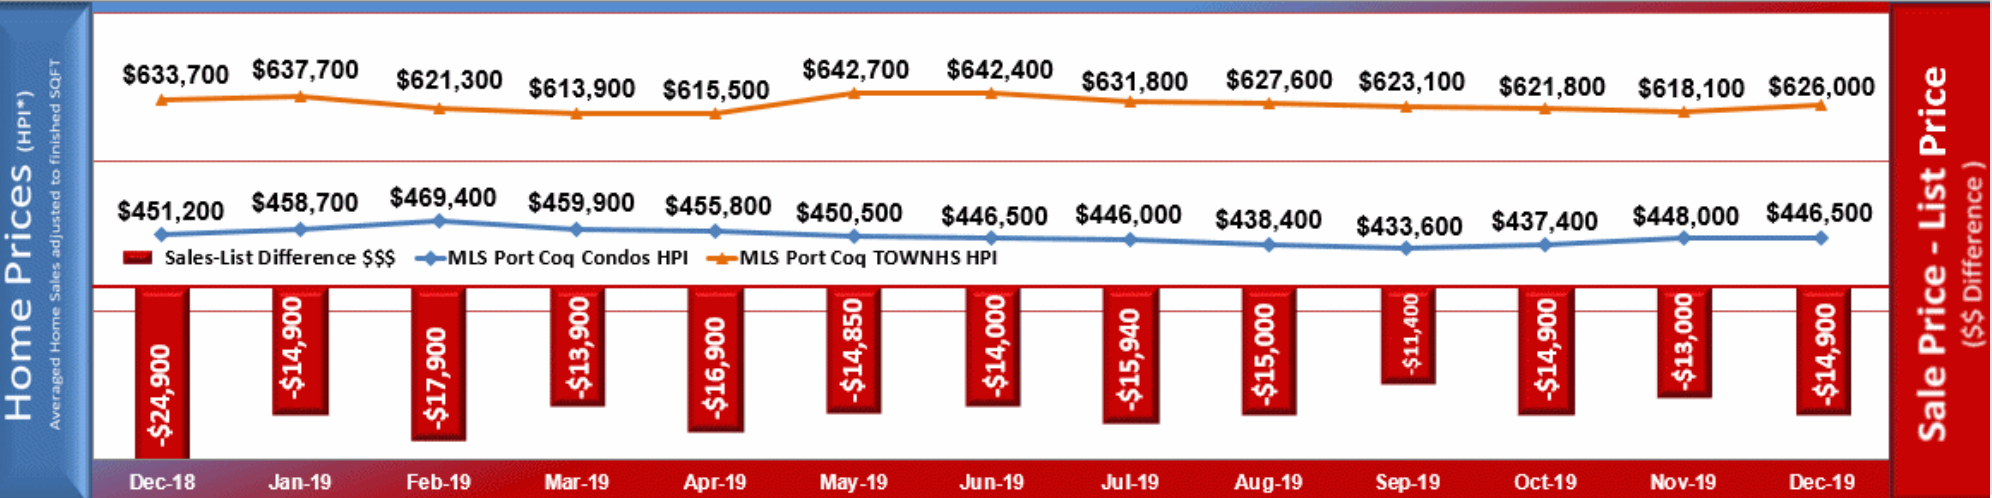 Home Prices (HPI*)
Averaged Home Sales adjusted to finished SQFT
$633,700 $637,700 $621,300 $613,900 $615,500 $642,700 $642,400 $631,800 $627,600 $623,100 $621,800 $618,100 $626,000
$451,200 $458,700 $469,400 $459,900 $455,800 $450,500 $446,500 $446,000 $438,400 $433,600 $437,400 $448,000 $446,500
Sales-List Difference $$$ MLS Port Coq Condos HPI MLS Port Coq TOWNHS HPI
-$24,900 -$14,900 -$17,900 -$13,900 -$16,900 -$14,850 -$14,000 -$15,940 -$15,000 -$11,400 -$14,900 -$13,000 -$14,900
Dec-18 Jan-19 Feb-19 Mar-19 Apr-19 May-19 Jun-19 Jul-19 Aug-19 Sep-19 Oct-19 Nov-19 Dec-19
Sale Price - List Price
($$ Difference )